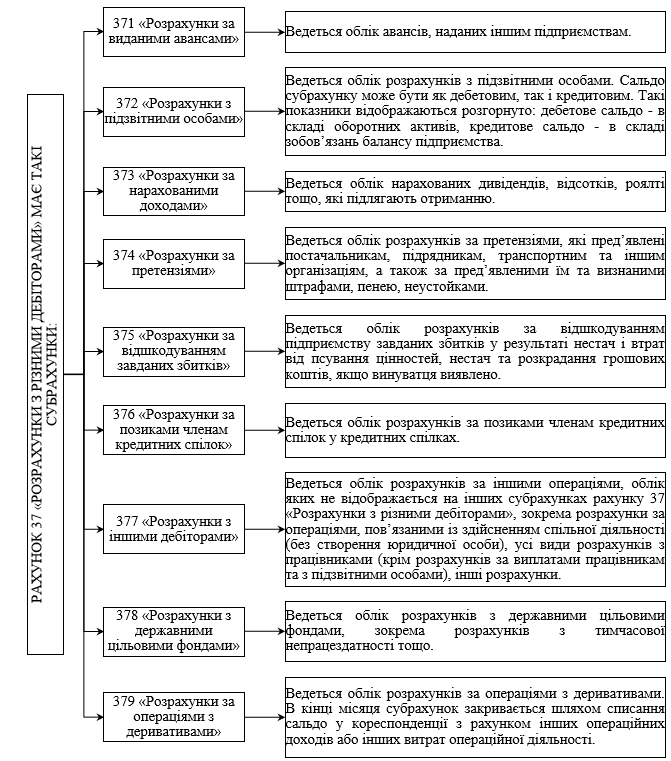 РАХУНОК 37 «РОЗРАХУНКИ З РІЗНИМИ ДЕБІТОРАМИ» МАЄ ТАКІ
СУБРАХУНКИ:
371 «Розрахунки за
виданими авансами»
Ведеться облік авансів, наданих іншим підприємствам.
372 «Розрахунки з
підзвітними особами»
Ведеться облік розрахунків з підзвітними особами. Сальдо
субрахунку може бути як дебетовим, так і кредитовим. Такі
показники відображаються розгорнуто: дебетове сальдо - в
складі оборотних активів, кредитове сальдо - в складі
зобов’язань балансу підприємства.
373 «Розрахунки за
нарахованими
доходами»
Ведеться облік нарахованих дивідендів, відсотків, роялті
тощо, які підлягають отриманню.
374 «Розрахунки за
претензіями»
Ведеться облік розрахунків за претензіями, які пред’явлені
постачальникам, підрядникам, транспортним та іншим
організаціям, а також за пред’явленими їм та визнаними
штрафами, пенею, неустойками.
375 «Розрахунки за
відшкодуванням
завданих збитків»
Ведеться облік розрахунків за відшкодуванням
підприємству завданих збитків у результаті нестач і втрат
від псування цінностей, нестач та розкрадання грошових
коштів, якщо винуватця виявлено.
376 «Розрахунки за
позиками членам
кредитних спілок»
Ведеться облік розрахунків за позиками членам кредитних
спілок у кредитних спілках.
377 «Розрахунки з
іншими дебіторами»
Ведеться облік розрахунків за іншими операціями, облік
яких не відображається на інших субрахунках рахунку 37
«Розрахунки з різними дебіторами», зокрема розрахунки за
операціями, пов’язаними із здійсненням спільної діяльності
(без створення юридичної особи), усі види розрахунків з
працівниками (крім розрахунків за виплатами працівникам
та з підзвітними особами), інші розрахунки.
378 «Розрахунки з
державними
цільовими фондами»
Ведеться облік розрахунків з державними цільовими
фондами, зокрема розрахунків з тимчасової
непрацездатності тощо.
379 «Розрахунки за
операціями з
деривативами»
Ведеться облік розрахунків за операціями з деривативами.
В кінці місяця субрахунок закривається шляхом списання
сальдо у кореспонденції з рахунком інших операційних
доходів або інших витрат операційної діяльності.